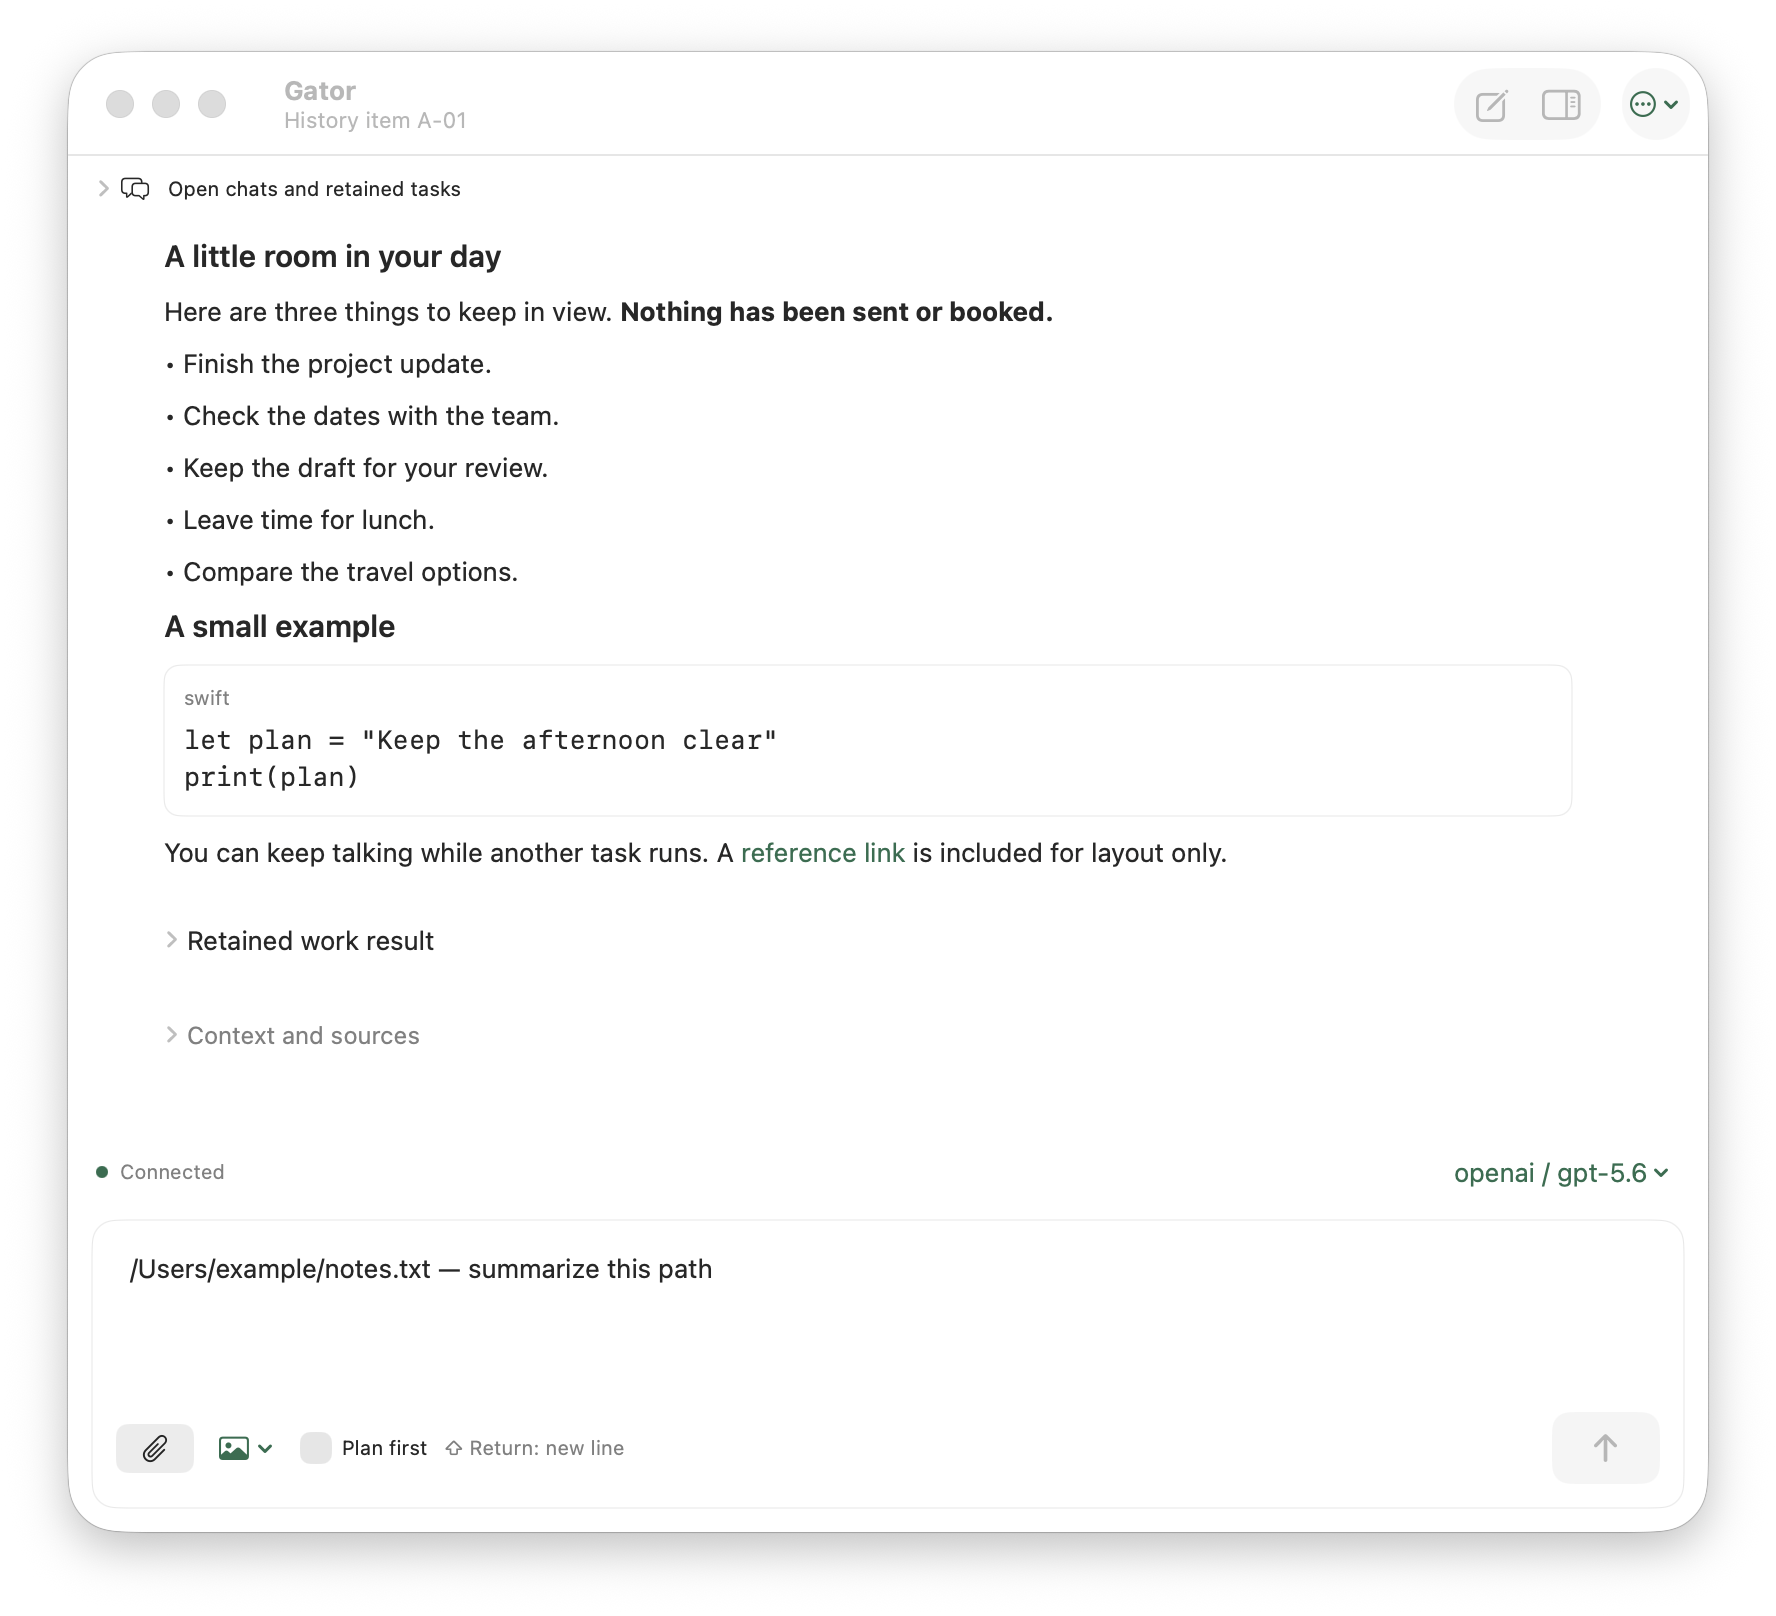 Gator
History item A-01
Open chats and retained tasks
A little room in your day
Here are three things to keep in view. Nothing has been sent or booked.
• Finish the project update.
• Check the dates with the team.
• Keep the draft for your review.
• Leave time for lunch.
• Compare the travel options.
A small example
swift
let plan = "Keep the afternoon clear"
print(plan)
You can keep talking while another task runs. A reference link is included for layout only.
Retained work result
Context and sources
Connected
openai / gpt-5.6
/Users/example/notes.txt — summarize this path
Plan first
⇧ Return: new line